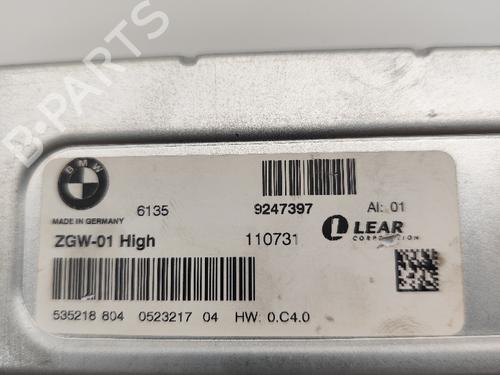 B-PARTS
BMW
MADE IN GERMANY 6135 9247397 AI: 01
ZGW-01 High 110731 LEAR
CORPORATION
535218 804 0523217 04 HW: 0.C4.0